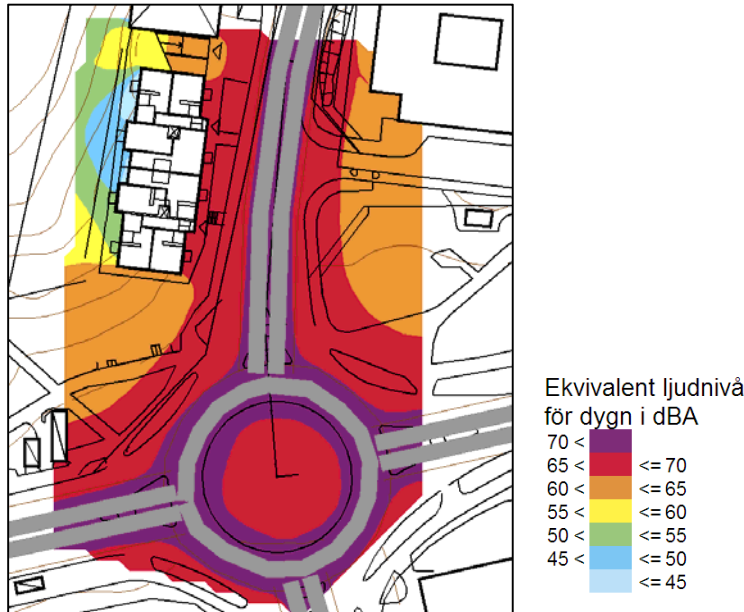 Ekvivalent ljudnivå
för dygn i dBA
70 <
65 < <= 70
60 < <= 65
55 < <= 60
50 < <= 55
45 < <= 50
<= 45